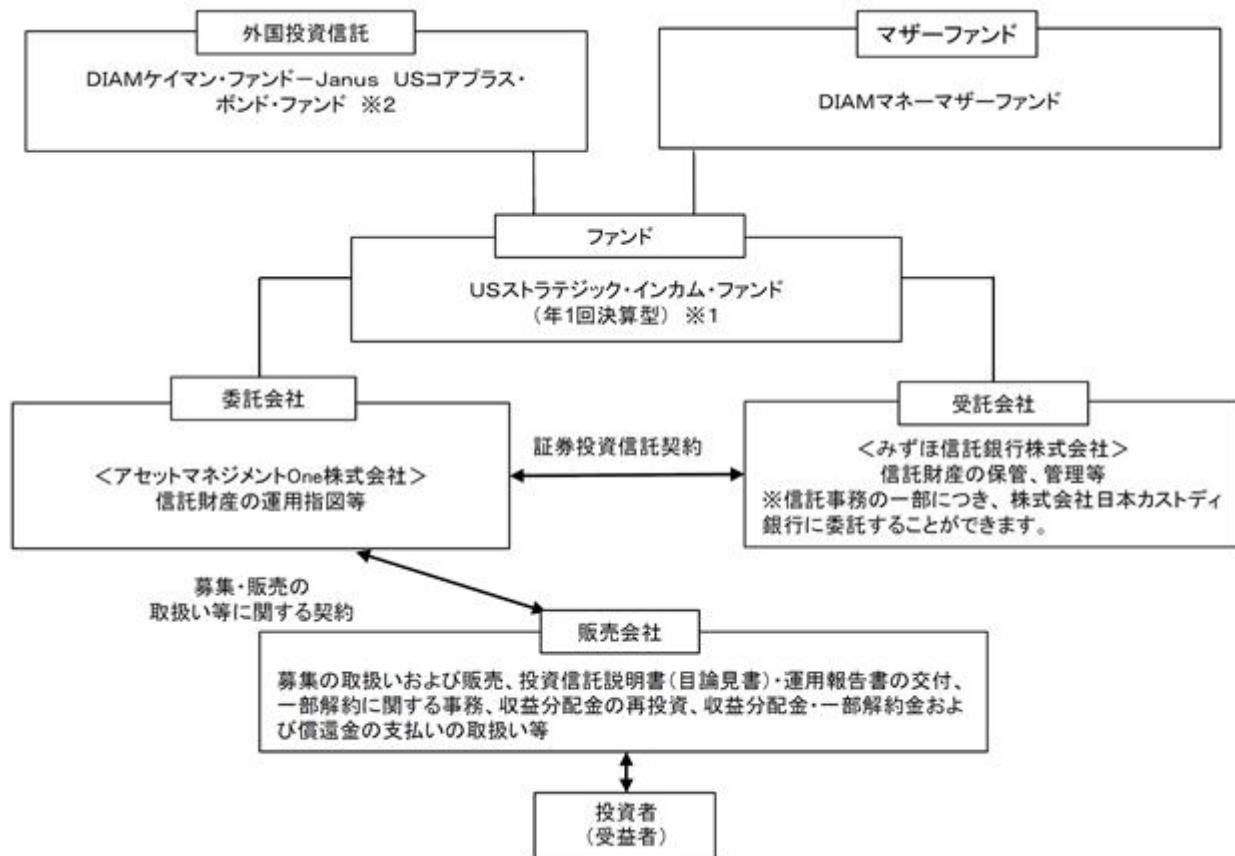 外国投資信託
DIAMケイマン・ファンド－Janus USコアプラス・
ボンド・ファンド ※2
マザーファンド
DIAMマネーマザーファンド
ファンド
USストラテジック・インカム・ファンド
（年1回決算型） ※1
委託会社
＜アセットマネジメントOne株式会社＞
信託財産の運用指図等
証券投資信託契約
受託会社
＜みずほ信託銀行株式会社＞
信託財産の保管、管理等
※信託事務の一部につき、株式会社日本カストディ
銀行に委託することができます。
募集・販売の
取扱い等に関する契約
販売会社
募集の取扱いおよび販売、投資信託説明書（目論見書）・運用報告書の交付、
一部解約に関する事務、収益分配金の再投資、収益分配金・一部解約金およ
び償還金の支払いの取扱い等
投資者
（受益者）